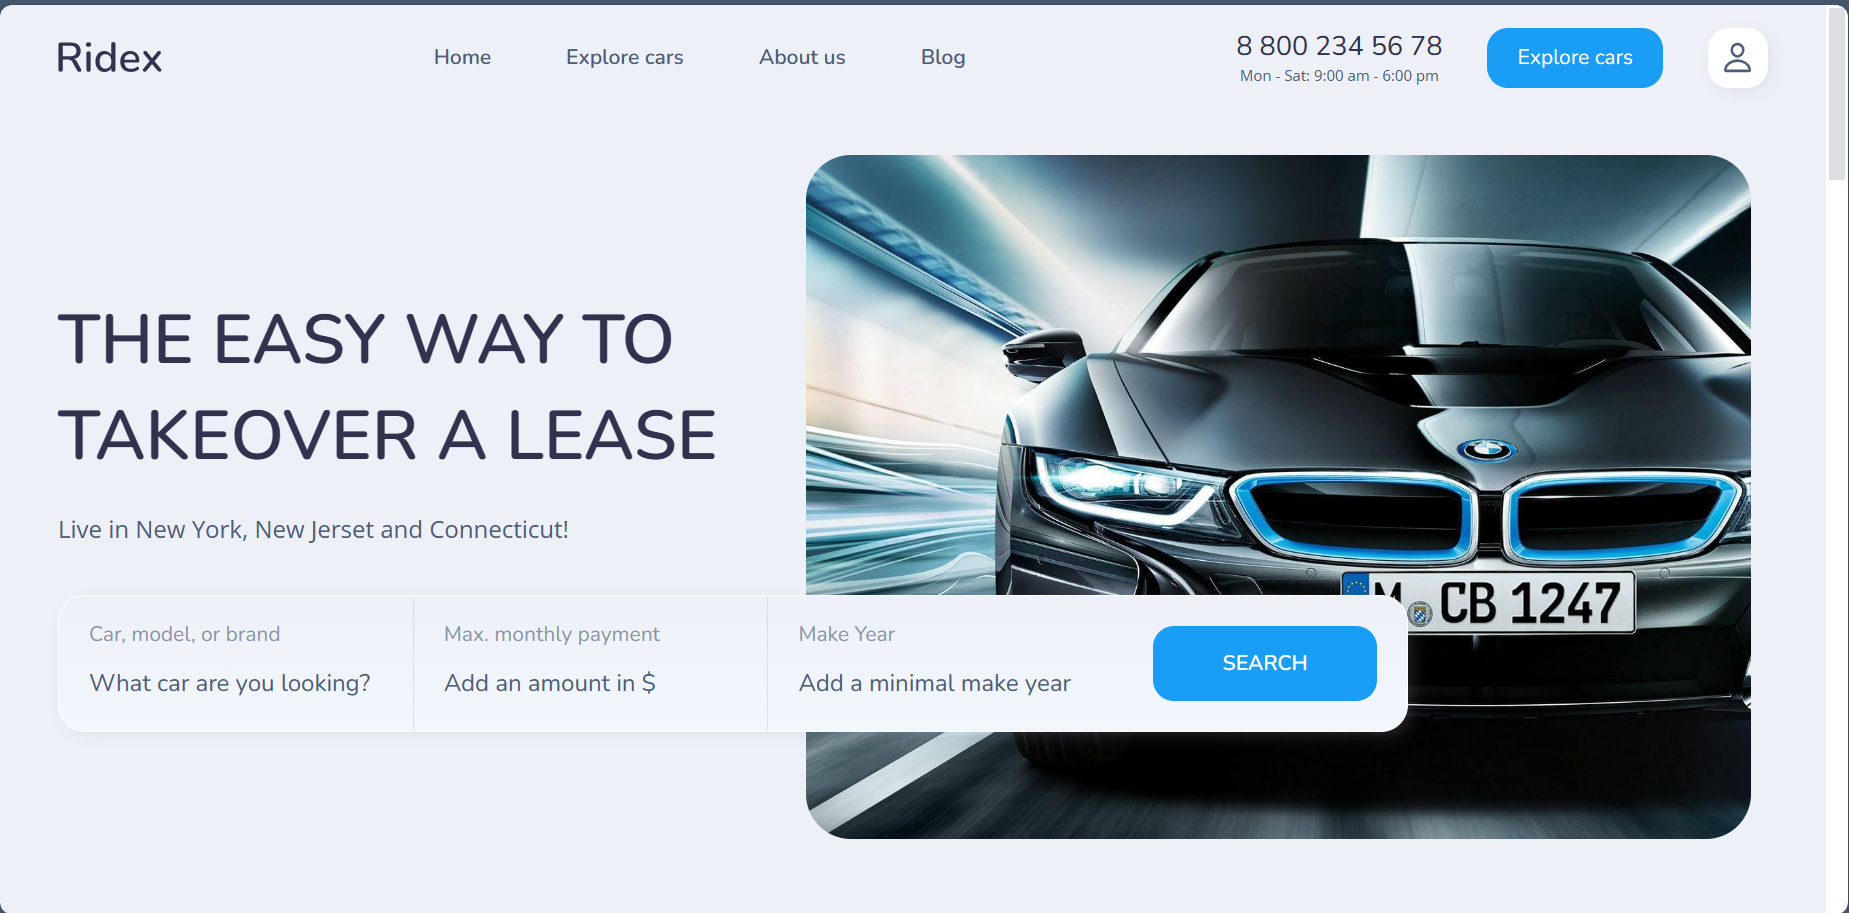 Ridex
Home
Explore cars
About us
Blog
8 800 234 56 78
Mon - Sat: 9:00 am - 6:00 pm
Explore cars
THE EASY WAY TO
TAKEOVER A LEASE
Live in New York, New Jerset and Connecticut!
Car, model, or brand
What car are you looking?
Max. monthly payment
Add an amount in $
Make Year
Add a minimal make year
SEARCH
BMW
M CB 1247